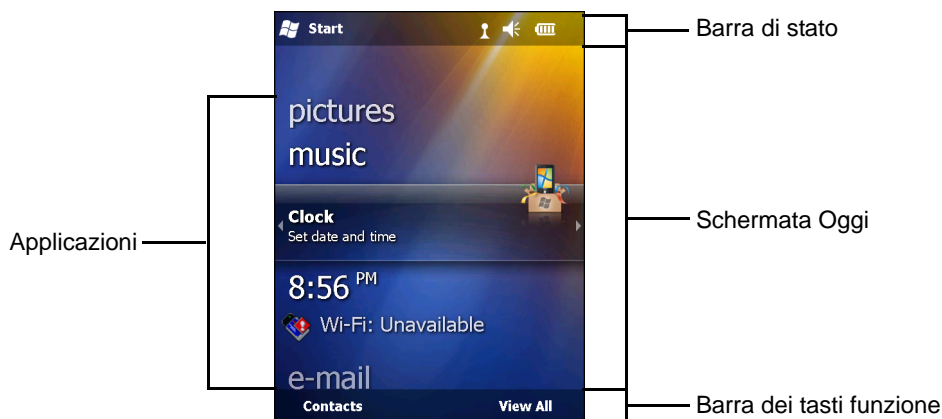 Start
Barra di stato
pictures
music
Clock
Set date and time
Schermata Oggi
Applicazioni
8:56 PM
Wi-Fi: Unavailable
e-mail
Contacts
View All
Barra dei tasti funzione